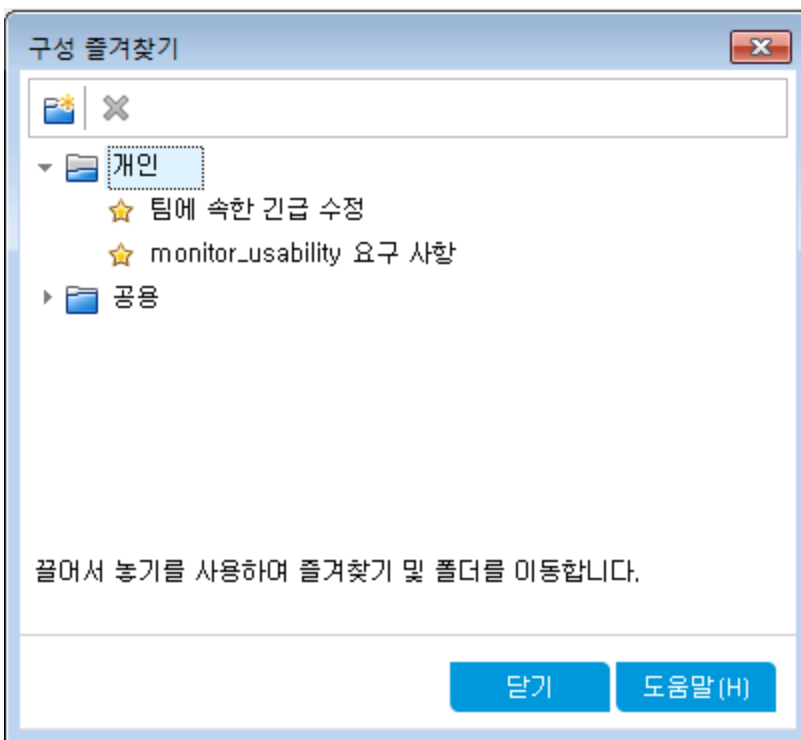 구성 즐겨찾기
개인
팀에 속한 긴급 수정
monitor_usability 요구 사항
공용
끌어서 놓기를 사용하여 즐겨찾기 및 폴더를 이동합니다.
닫기
도움말(H)